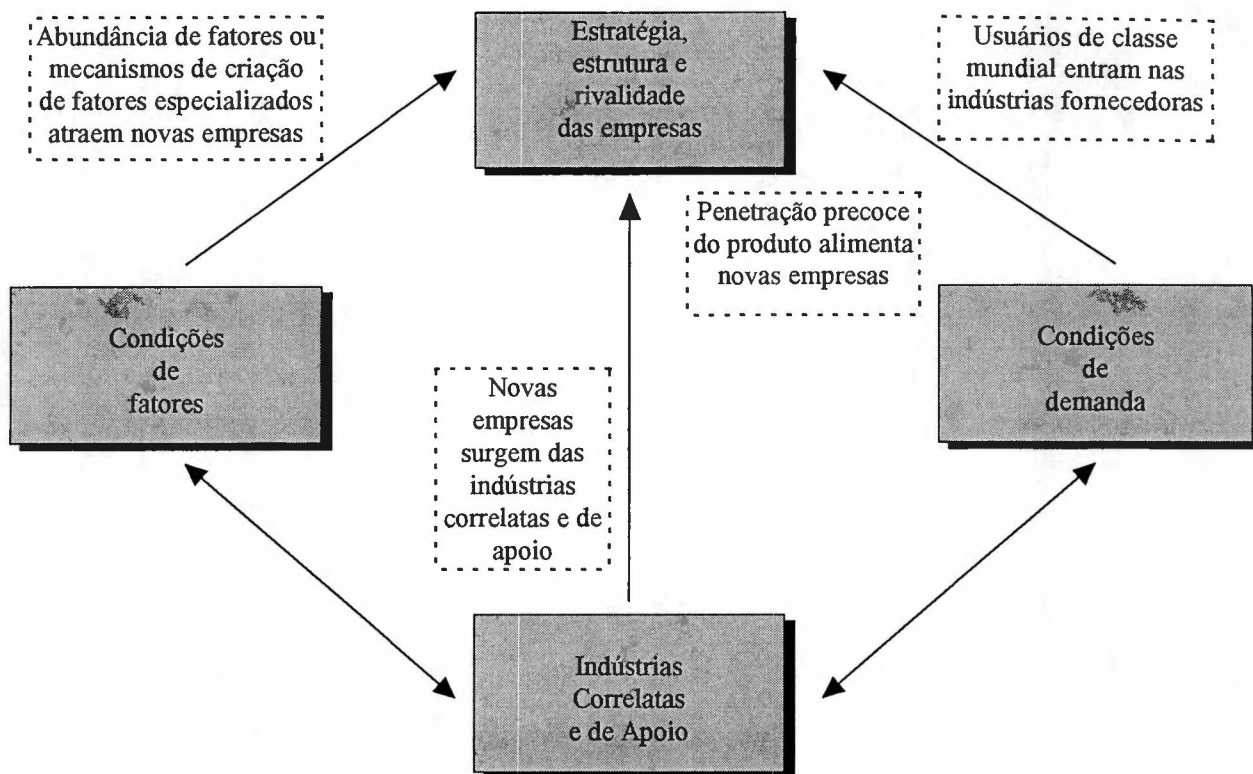 Abundância de fatores ou
mecanismos de criação
de fatores especializados
atraem novas empresas
Estratégia,
estrutura e
rivalidade
das empresas
Usuários de classe
mundial entram nas
indústrias fornecedoras
Penetração precoce
do produto alimenta
novas empresas
Condições
de
fatores
Condições
de
demanda
Novas
empresas
surgem das
indústrias
correlatas e de
apoio
Indústrias
Correlatas
e de Apoio